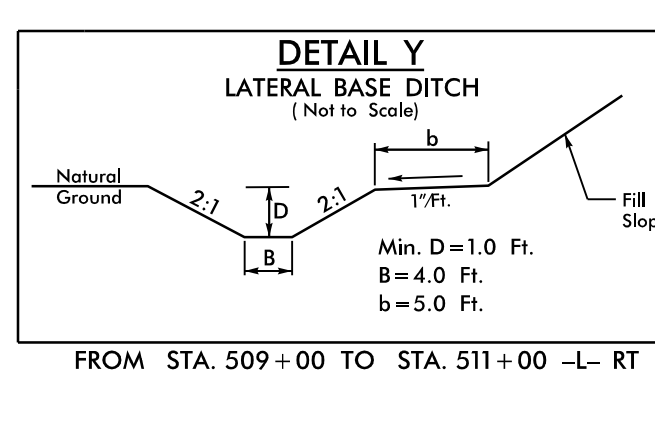 DETAIL Y
LATERAL BASE DITCH
( Not to Scale)
b
Natural
Ground
2:1
D
2:1
1"/Ft.
Fill
B
Min. D=1.0 Ft.
B=4.0 Ft.
b=5.0 Ft.
FROM STA. 509+00 TO STA. 511+00 -L- RT